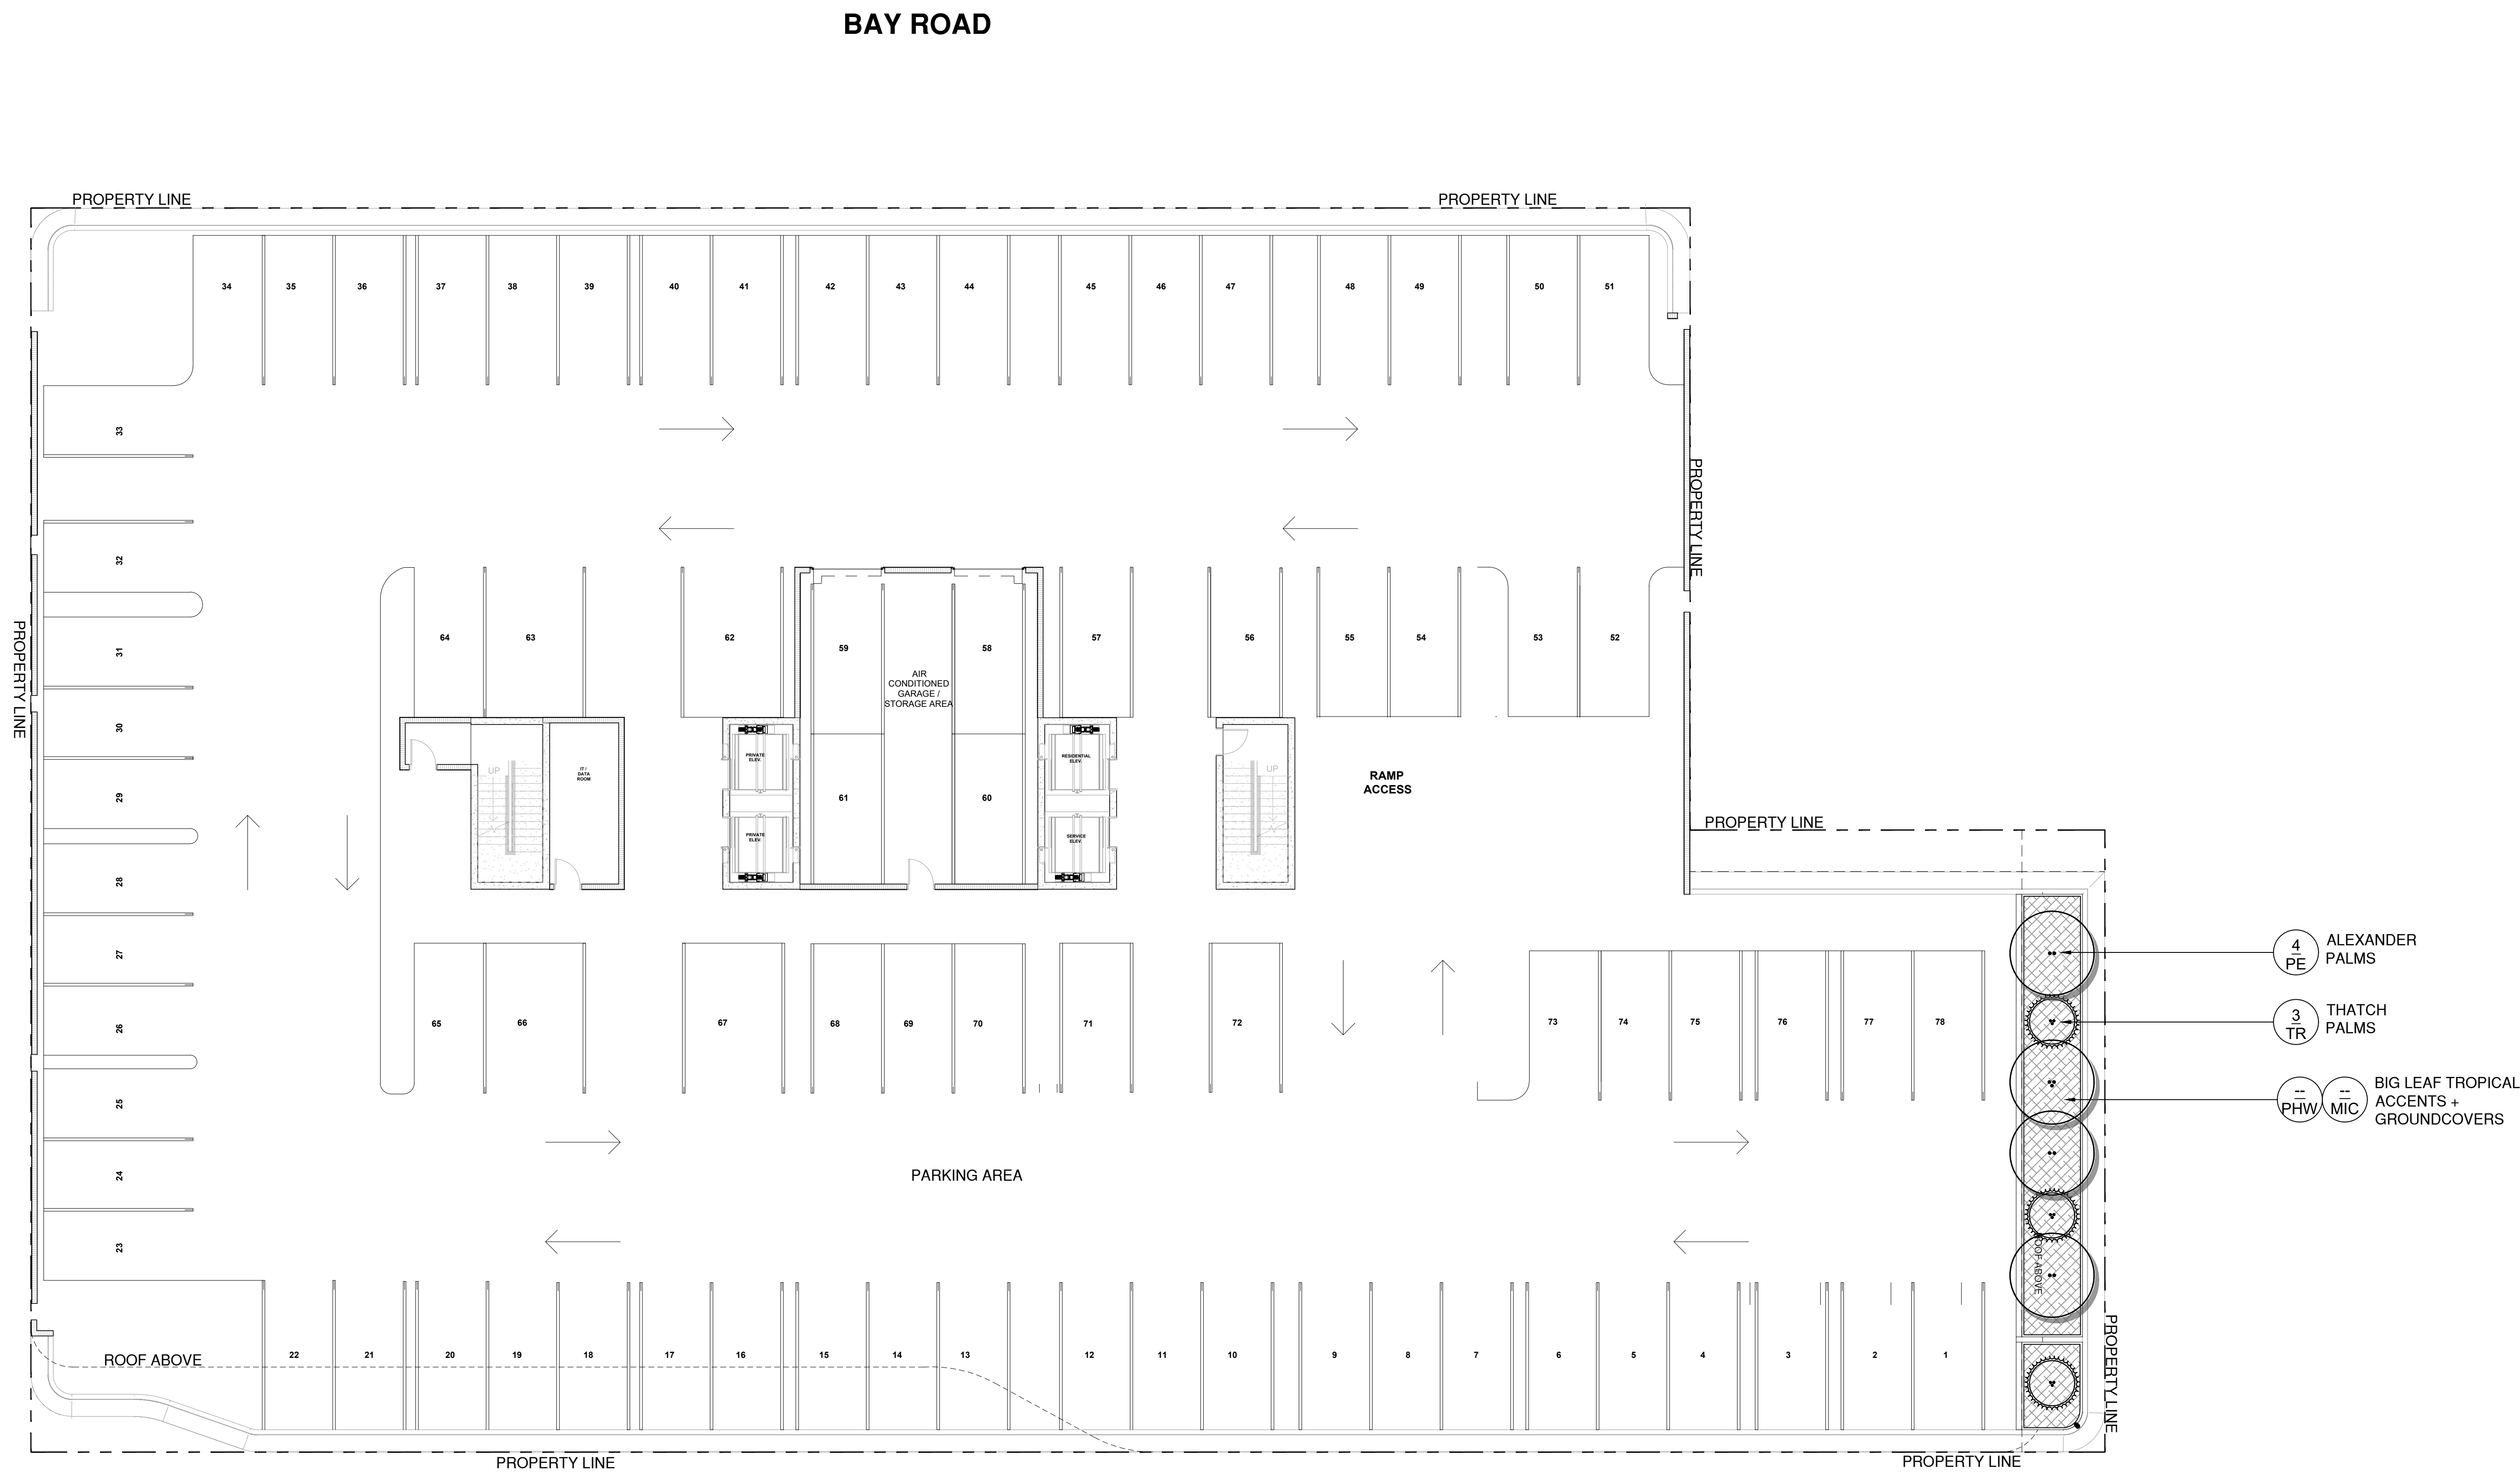 BAY ROAD
PROPERTY LINE
PROPERTY LINE
34
35
36
37
38
39
40
41
42
43
44
45
46
47
48
49
50
51
33
32
31
30
29
28
27
26
25
24
23
PROPERTY LINE
PROPERTY LINE
64
63
62
59
58
57
56
55
54
53
52
AIR
CONDITIONED
GARAGE /
STORAGE AREA
UP
IT /
DATA
ROOM
PRIVATE
ELEV.
PRIVATE
ELEV.
61
60
RESIDENTIAL
ELEV.
SERVICE
ELEV.
UP
RAMP
ACCESS
PROPERTY LINE
4
PE
ALEXANDER
PALMS
3
TR
THATCH
PALMS
--
PHW
--
MIC
BIG LEAF TROPICAL
ACCENTS +
GROUNDCOVERS
65
66
67
68
69
70
71
72
73
74
75
76
77
78
PARKING AREA
ROOF ABOVE
ROOF ABOVE
22
21
20
19
18
17
16
15
14
13
12
11
10
9
8
7
6
5
4
3
2
1
PROPERTY LINE
PROPERTY LINE
PROPERTY LINE